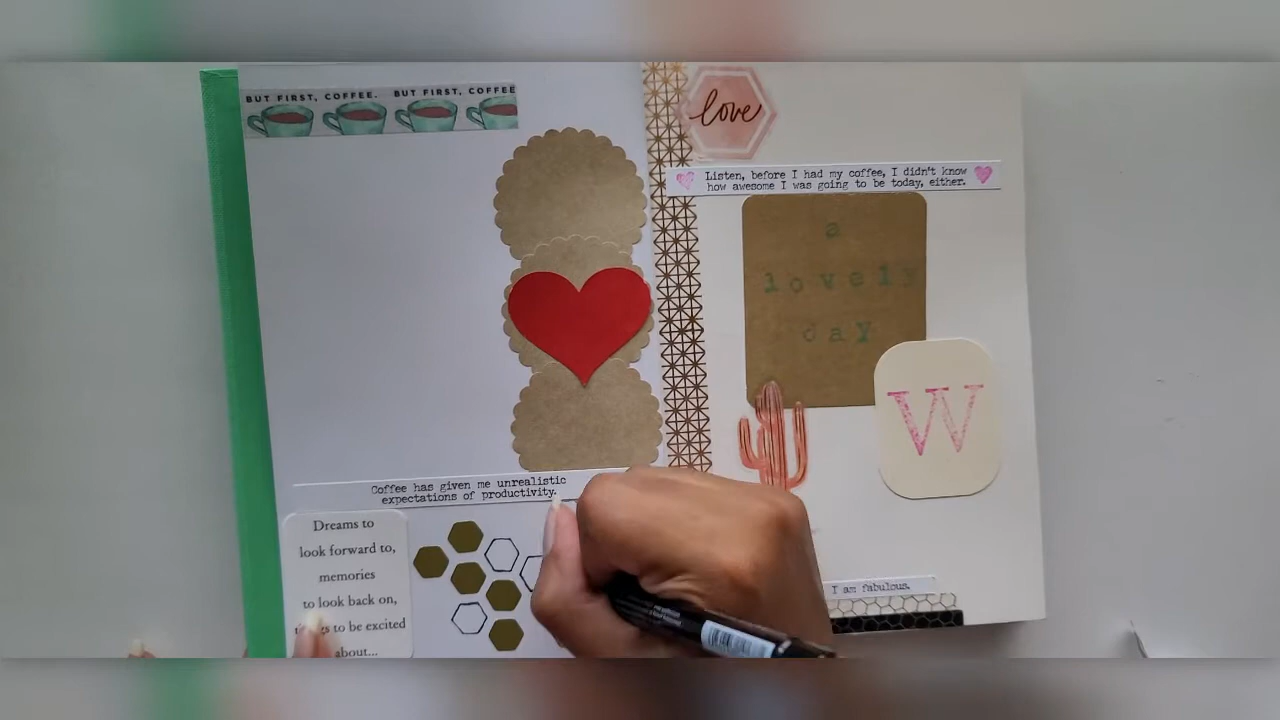 BUT FIRST, COFFEE. BUT FIRST, COFFEE
love
Listen, before I had my coffee, I didn't know
how awesome I was going to be today, either.
a
lovely
day
W
Coffee has given me unrealistic
expectations of productivity.
Dreams to
look forward to,
memories
to look back on,
things to be excited
about...
I am fabulous.